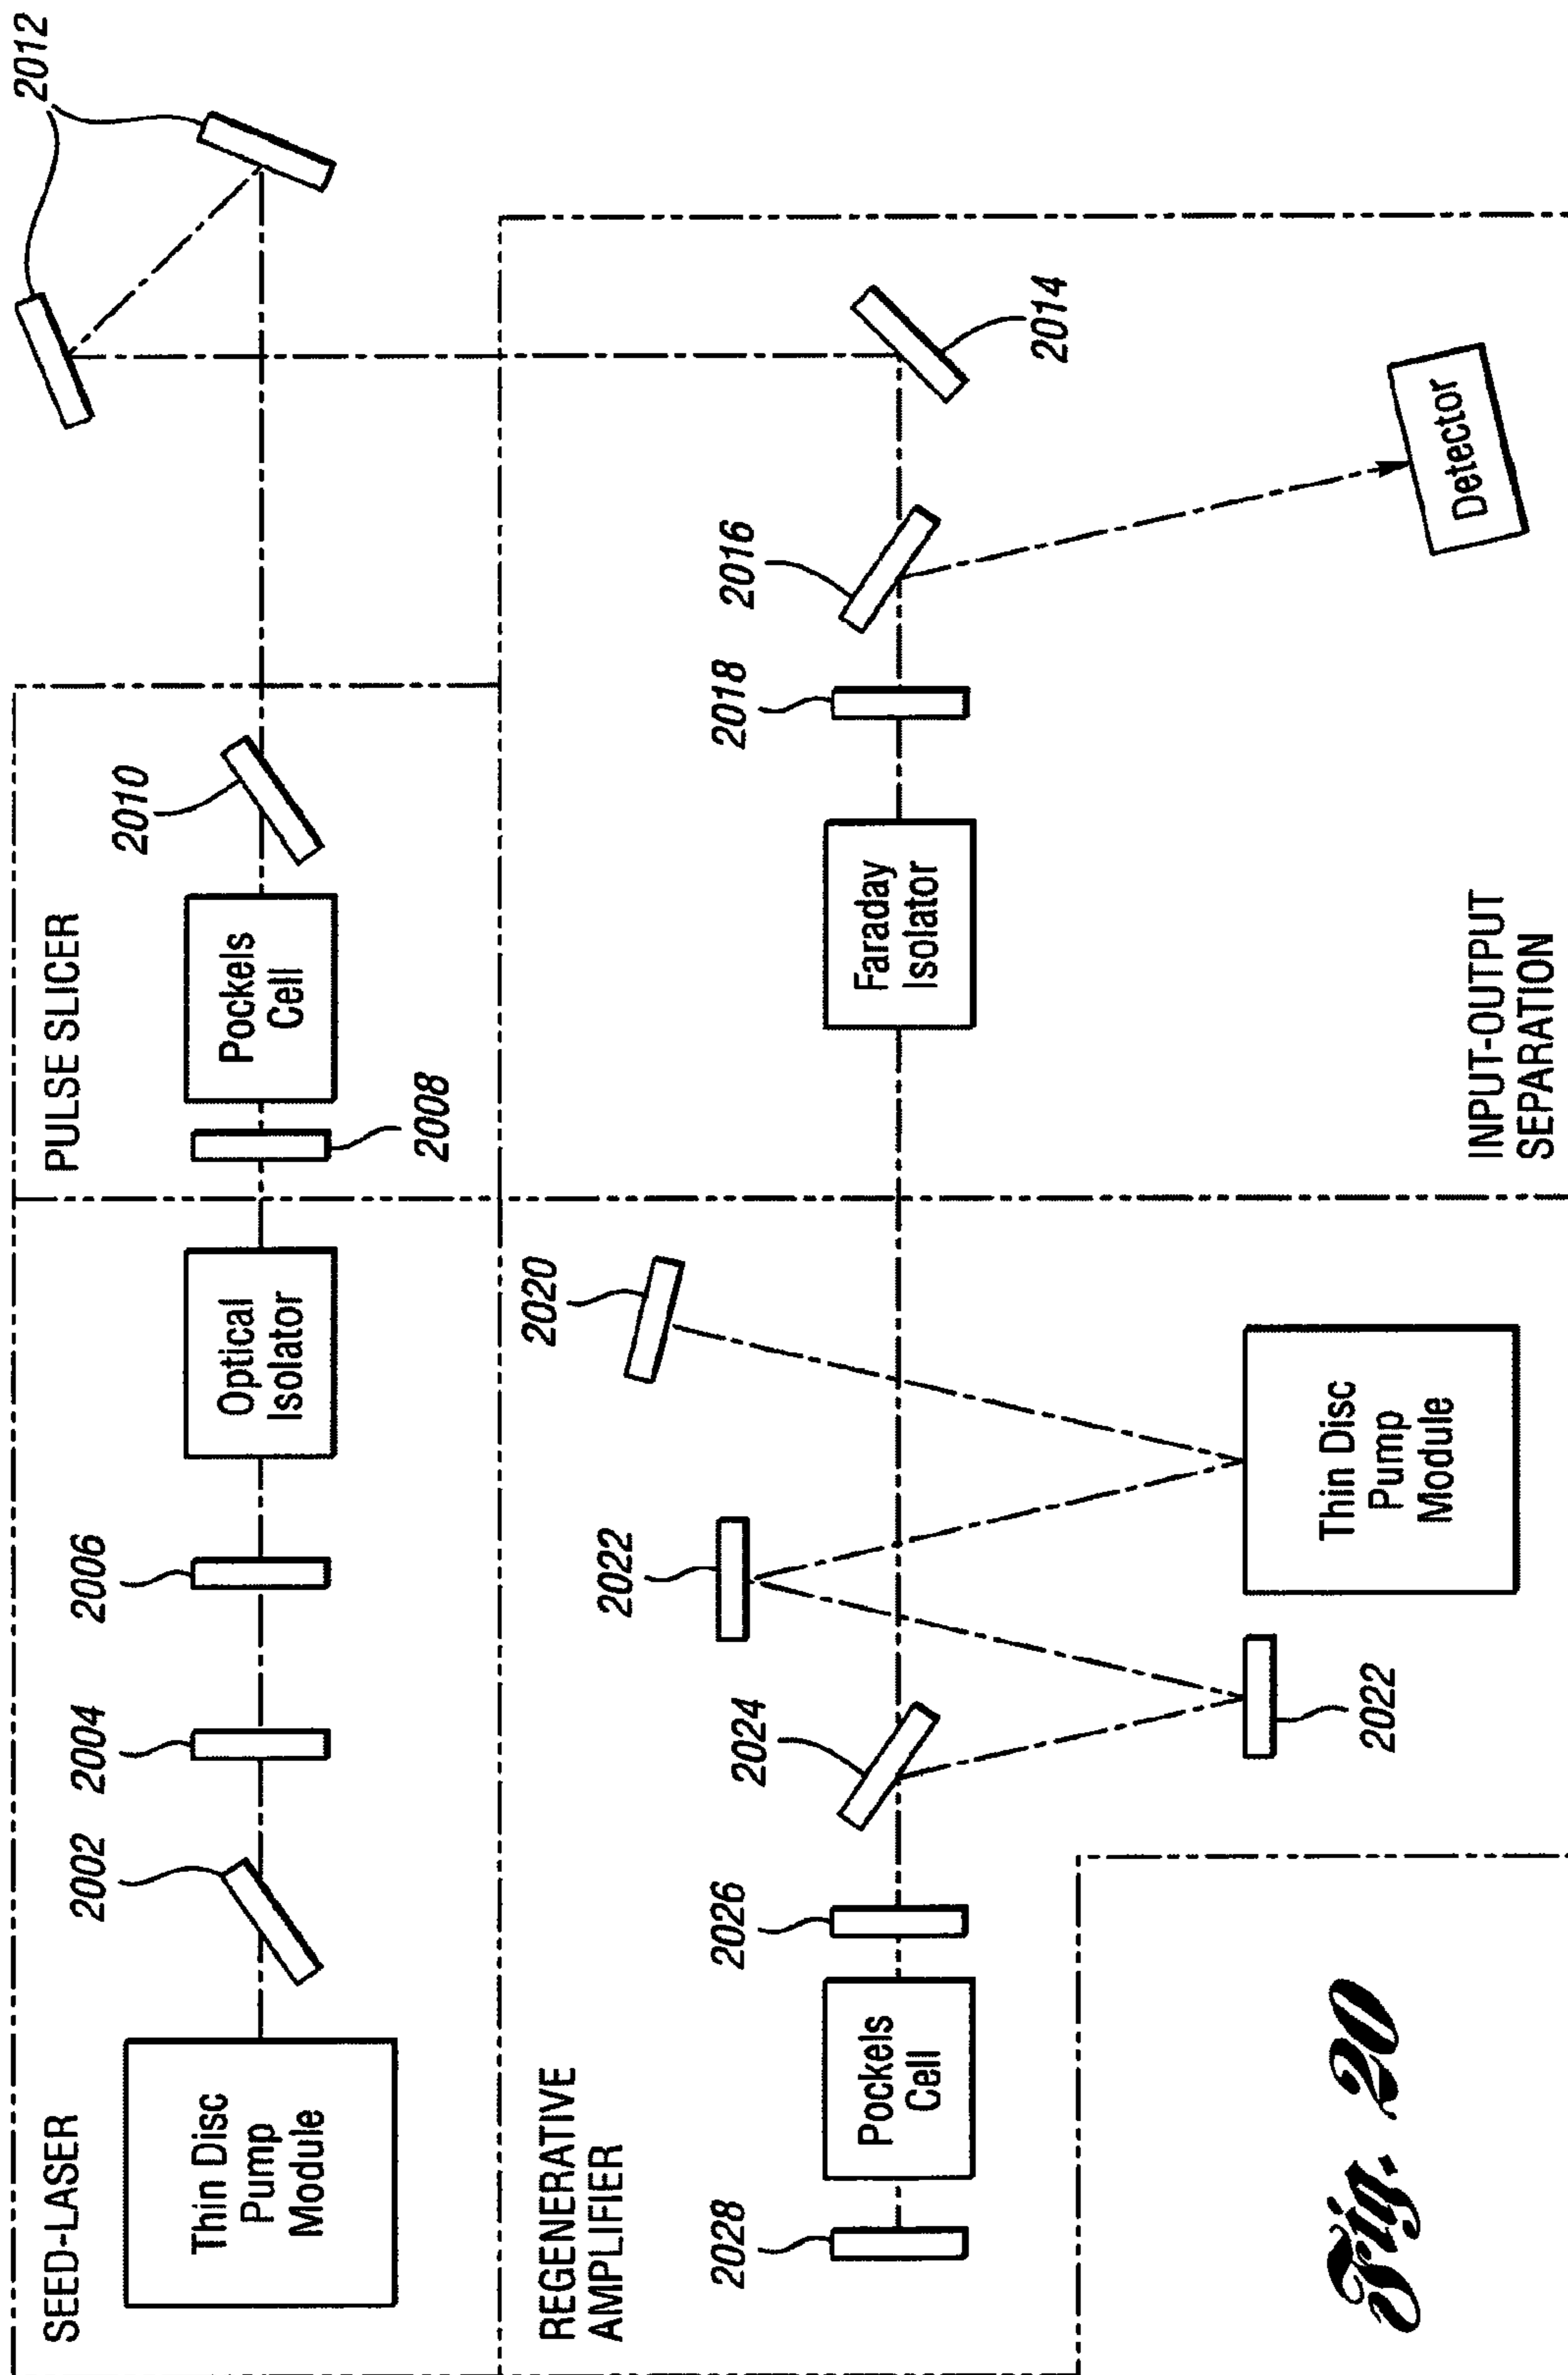 SEED-LASER
Thin Disc
Pump
Module
2002
2004
2006
Optical
Isolator
PULSE SLICER
2008
Pockels
Cell
2010
2012
REGENERATIVE
AMPLIFIER
2028
Pockels
Cell
2026
2024
2022
2022
2020
Thin Disc
Pump
Module
Faraday
Isolator
2018
2016
2014
Detector
INPUT-OUTPUT
SEPARATION
Fig. 20